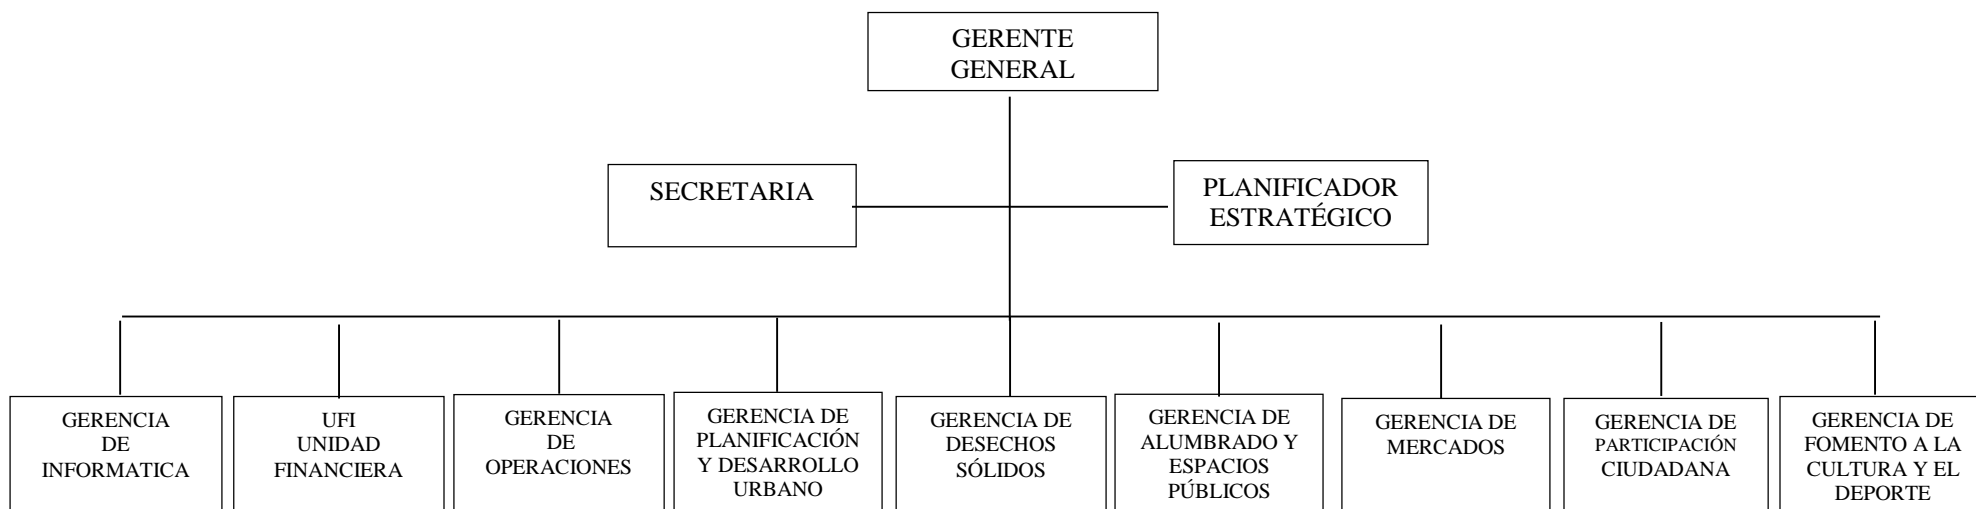 GERENTE
GENERAL
SECRETARIA
PLANIFICADOR
ESTRATÉGICO
GERENCIA
DE
INFORMATICA
UFI
UNIDAD
FINANCIERA
GERENCIA
DE
OPERACIONES
GERENCIA DE
PLANIFICACIÓN
Y DESARROLLO
URBANO
GERENCIA DE
DESECHOS
SÓLIDOS
GERENCIA DE
ALUMBRADO Y
ESPACIOS
PÚBLICOS
GERENCIA DE
MERCADOS
GERENCIA DE
PARTICIPACIÓN
CIUDADANA
GERENCIA DE
FOMENTO A LA
CULTURA Y EL
DEPORTE